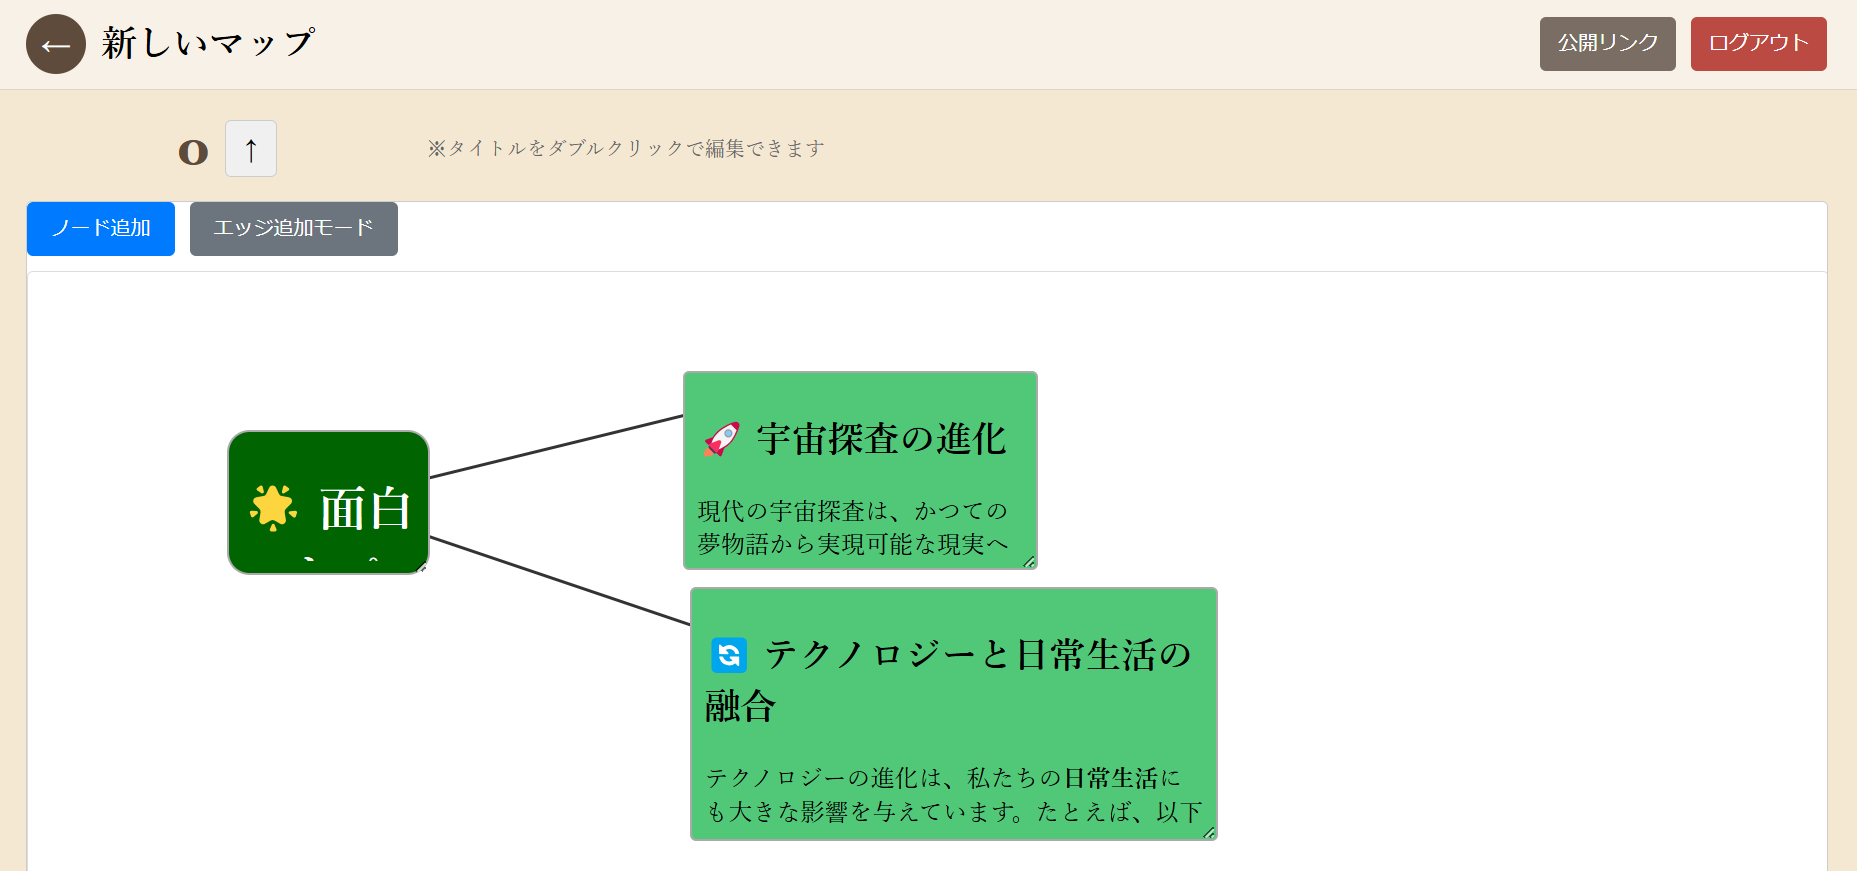 ← 新しいマップ
公開リンク
ログアウト
0 ↑
※タイトルをダブルクリックで編集できます
ノード追加
エッジ追加モード
🌟 面白
🚀 宇宙探査の進化
現代の宇宙探査は、かつての
夢物語から実現可能な現実へ
🔄 テクノロジーと日常生活の
融合
テクノロジーの進化は、私たちの日常生活に
も大きな影響を与えています。たとえば、以下